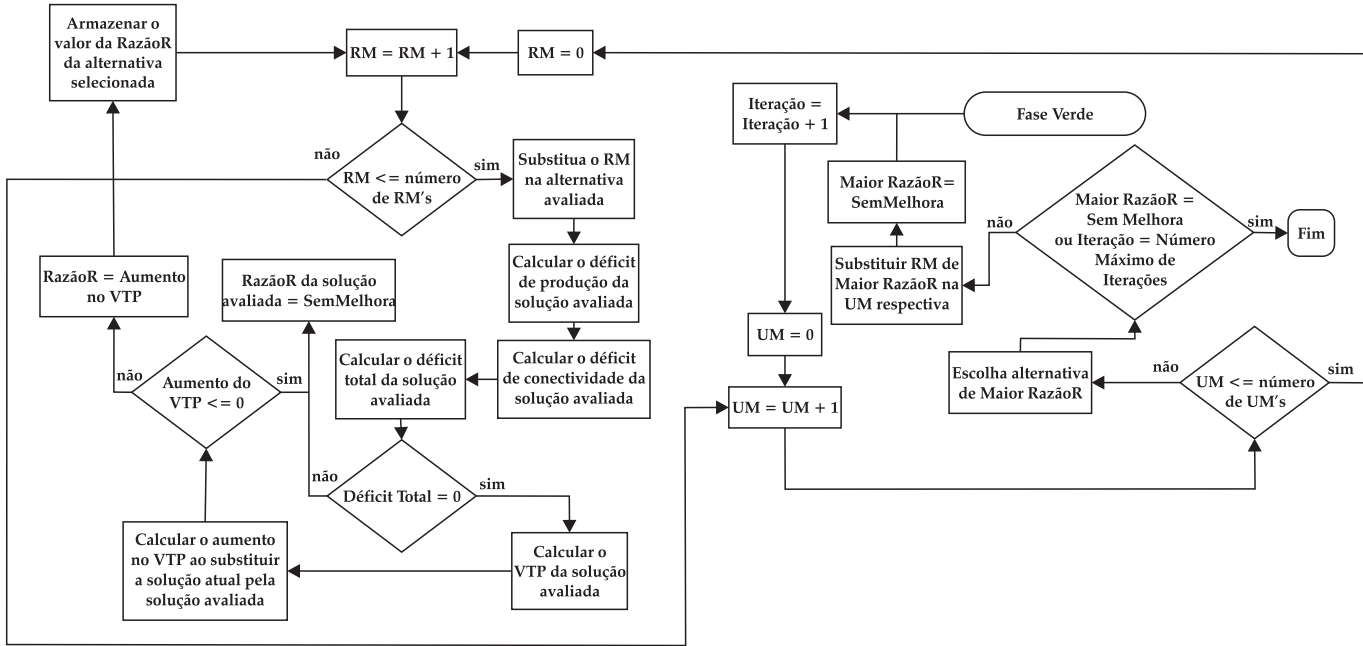 Armazenar o
valor da RazãoR
da alternativa
selecionada
RM = RM + 1
RM = 0
Iteração =
Iteração + 1
Fase Verde
não
RM <= número
de RM's
sim
Substitua o RM
na alternativa
avaliada
Maior RazãoR=
SemMelhora
não
Maior RazãoR =
Sem Melhora
ou Iteração = Número
Máximo de
Iterações
sim
Fim
RazãoR = Aumento
no VTP
RazãoR da solução
avaliada = SemMelhora
Calcular o déficit
de produção da
solução avaliada
Substituir RM de
Maior RazãoR na
UM respectiva
UM = 0
não
Aumento do
VTP <= 0
sim
Calcular o déficit
total da solução
avaliada
Calcular o déficit
de conectividade da
solução avaliada
UM = UM + 1
Escolha alternativa
de Maior RazãoR
não
UM <= número
de UM's
sim
não
Déficit Total = 0
sim
Calcular o aumento
no VTP ao substituir
a solução atual pela
solução avaliada
Calcular o
VTP da solução
avaliada